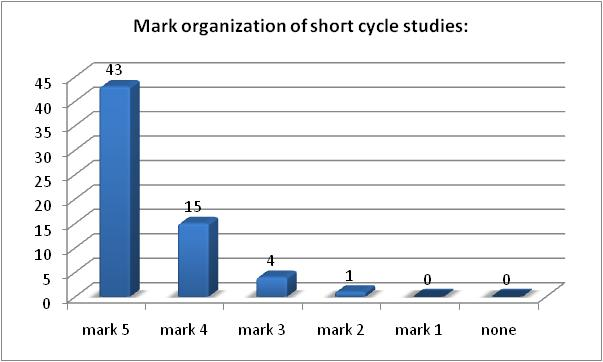 Mark organization of short cycle studies:
45
40
35
30
25
20
15
10
5
0
43
15
4
1
0
0
mark 5
mark 4
mark 3
mark 2
mark 1
none